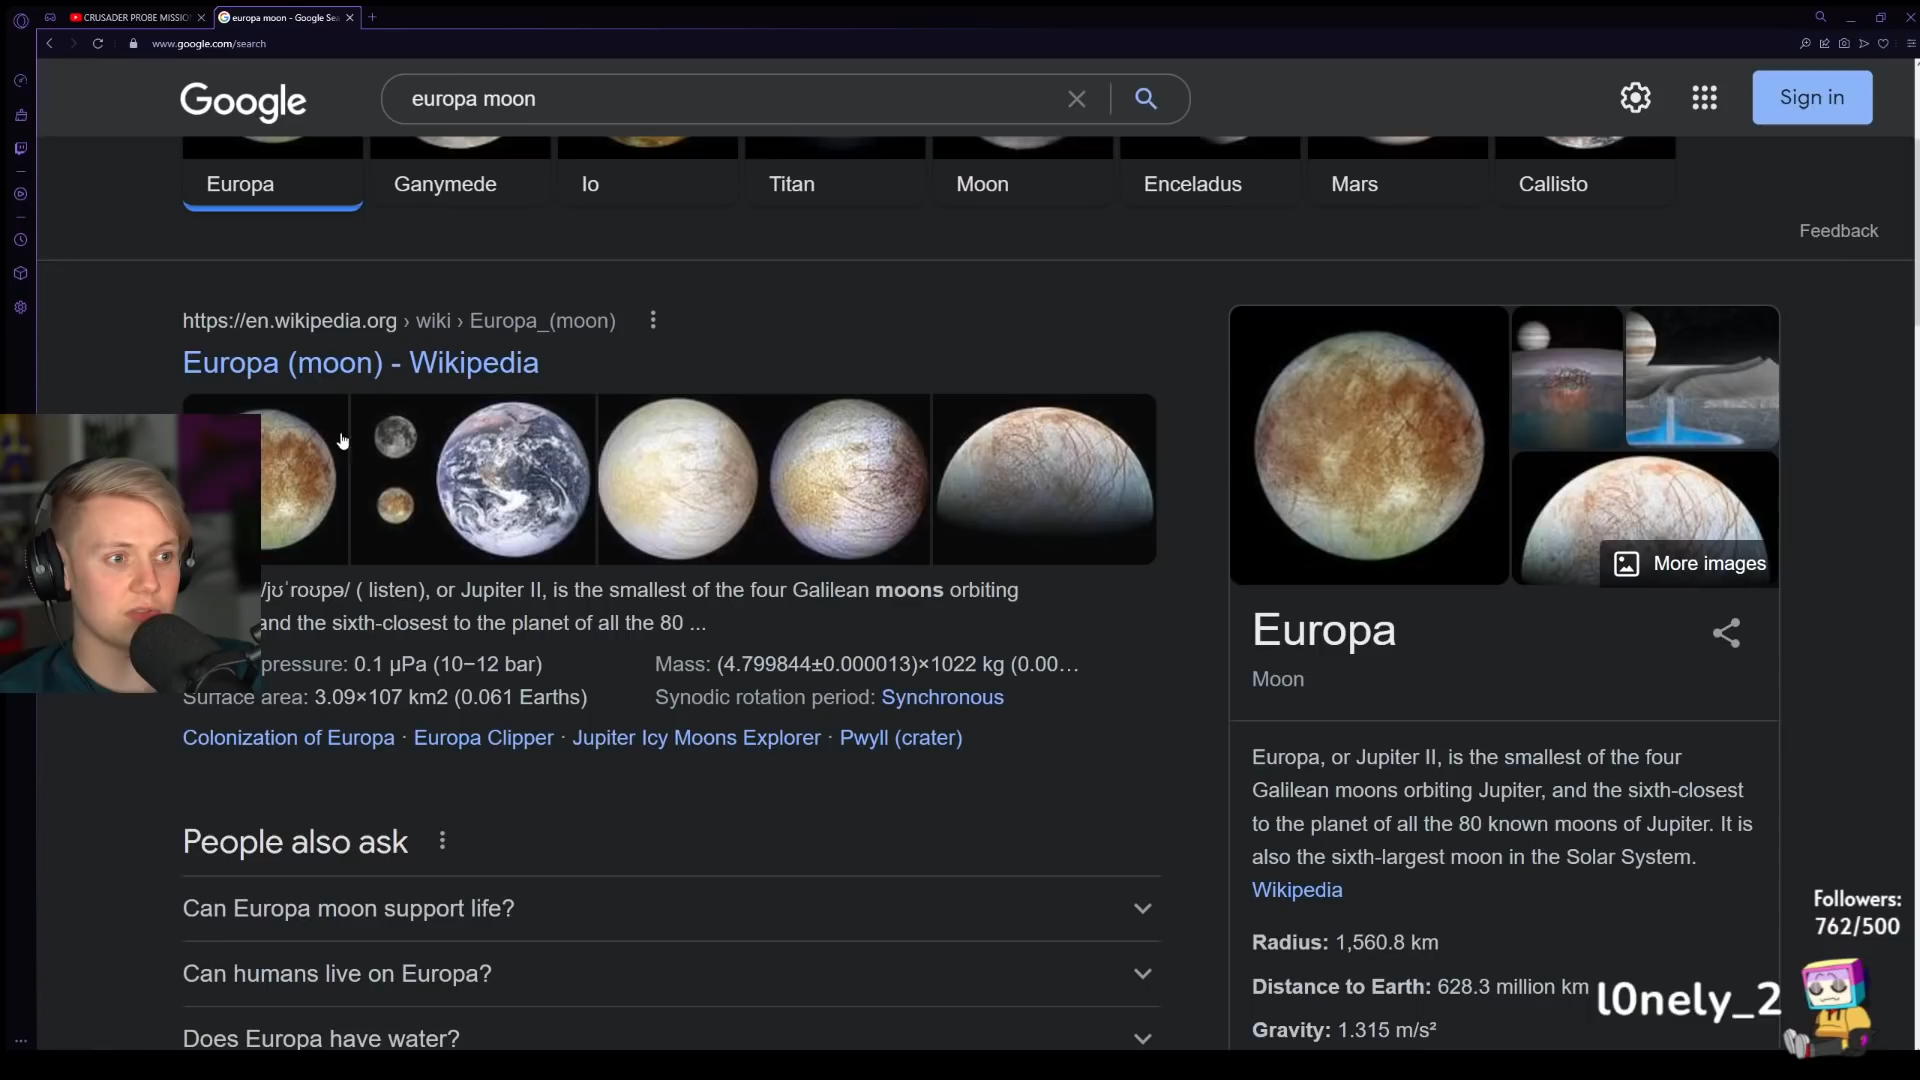 CRUSADER PROBE MISSIO
europa moon - Google Sea
www.google.com/search
Google
europa moon
Sign in
Europa
Ganymede
Io
Titan
Moon
Enceladus
Mars
Callisto
Feedback
https://en.wikipedia.org › wiki › Europa_(moon)
Europa (moon) - Wikipedia
/jʊˈroʊpə/ ( listen), or Jupiter II, is the smallest of the four Galilean moons orbiting
and the sixth-closest to the planet of all the 80 ...
pressure: 0.1 μPa (10−12 bar)
Mass: (4.799844±0.000013)×1022 kg (0.00...
Surface area: 3.09×107 km2 (0.061 Earths)
Synodic rotation period: Synchronous
Colonization of Europa · Europa Clipper · Jupiter Icy Moons Explorer · Pwyll (crater)
People also ask
Can Europa moon support life?
Can humans live on Europa?
Does Europa have water?
More images
Europa
Moon
Europa, or Jupiter II, is the smallest of the four
Galilean moons orbiting Jupiter, and the sixth-closest
to the planet of all the 80 known moons of Jupiter. It is
also the sixth-largest moon in the Solar System.
Wikipedia
Radius: 1,560.8 km
Distance to Earth: 628.3 million km
Gravity: 1.315 m/s²
Followers:
762/500
l0nely_2